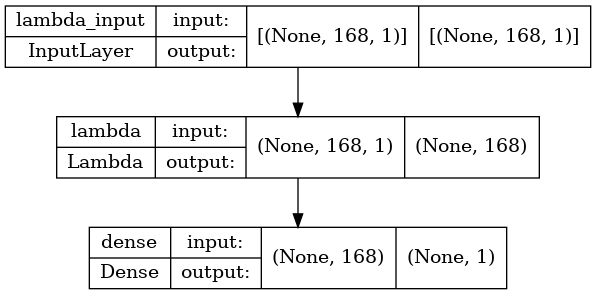 lambda_input input: [(None, 168, 1)] [(None, 168, 1)]
InputLayer output:
lambda input: (None, 168, 1) (None, 168)
Lambda output:
dense input: (None, 168) (None, 1)
Dense output: